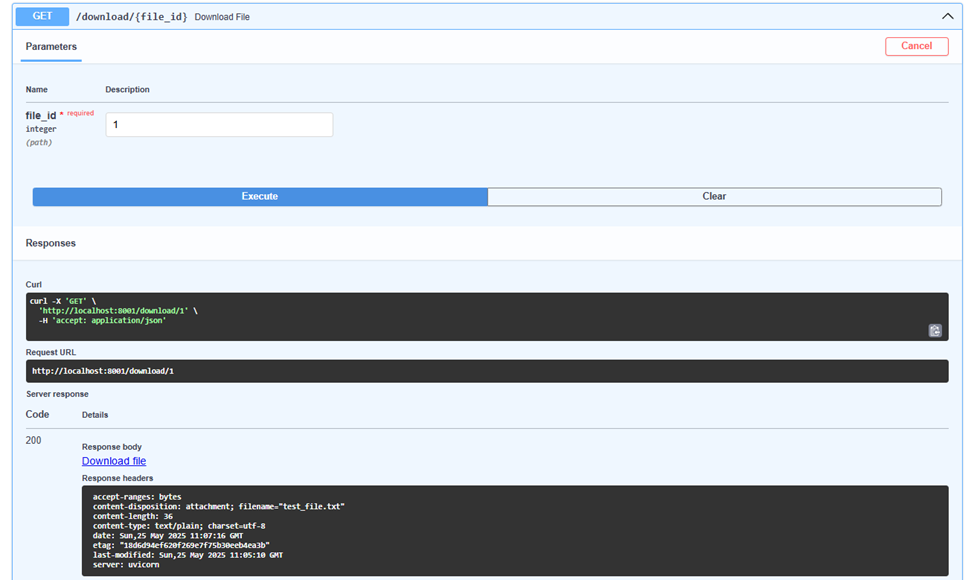 GET /download/{file_id} Download File
Parameters
Cancel
Name Description
file_id * required
integer
(path)
1
Execute Clear
Responses
Curl
curl -X 'GET' \
'http://localhost:8001/download/1' \
-H 'accept: application/json'
Request URL
http://localhost:8001/download/1
Server response
Code Details
200
Response body
Download file
Response headers
accept-ranges: bytes
content-disposition: attachment; filename="test_file.txt"
content-length: 36
content-type: text/plain; charset=utf-8
date: Sun,25 May 2025 11:07:16 GMT
etag: "18d6d94ef620f269e7f75b30eeb4ea3b"
last-modified: Sun,25 May 2025 11:05:10 GMT
server: uvicorn